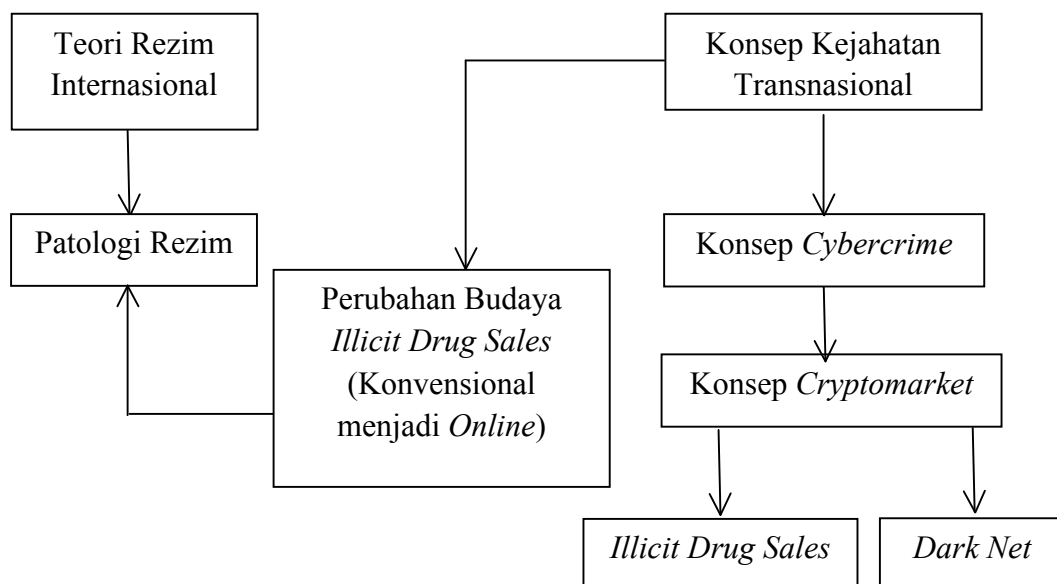 Teori Rezim
Internasional
Konsep Kejahatan
Transnasional
Patologi Rezim
Konsep Cybercrime
Perubahan Budaya
Illicit Drug Sales
(Konvensional
menjadi Online)
Konsep Cryptomarket
Illicit Drug Sales
Dark Net